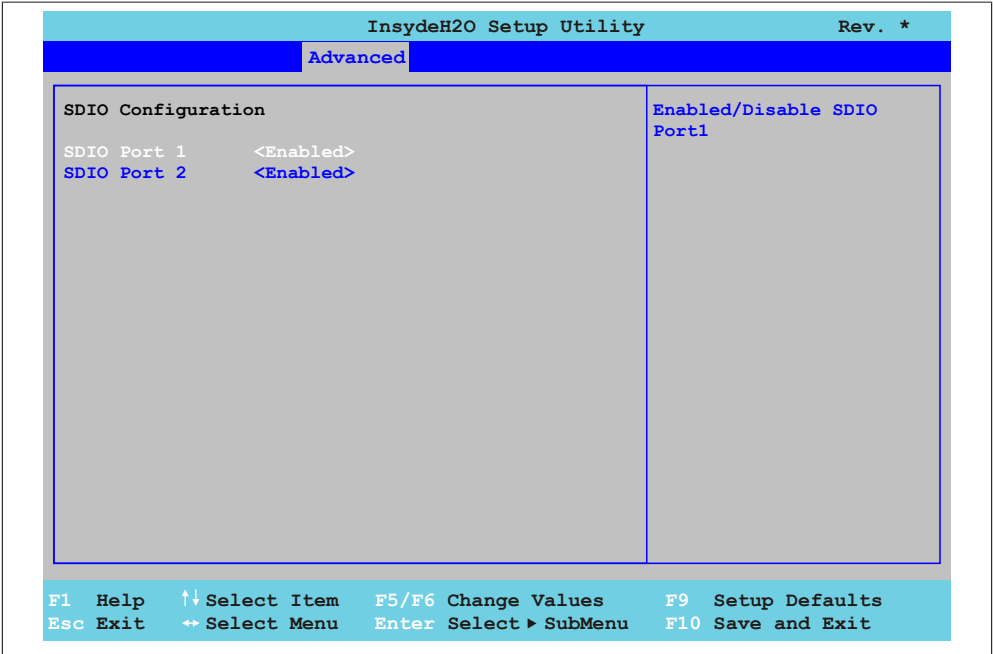 InsydeH2O Setup Utility Rev. *
Advanced
SDIO Configuration
SDIO Port 1 <Enabled>
SDIO Port 2 <Enabled>
Enabled/Disable SDIO
Port1
F1 Help ↑↓ Select Item F5/F6 Change Values F9 Setup Defaults
Esc Exit ↔ Select Menu Enter Select ▶ SubMenu F10 Save and Exit